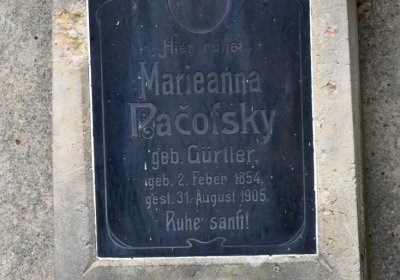 Hier ruhet
Marieanna
Račofsky
geb. Gürtler,
geb. 2. Feber 1854,
gest. 31. August 1905.
Ruhe sanft!